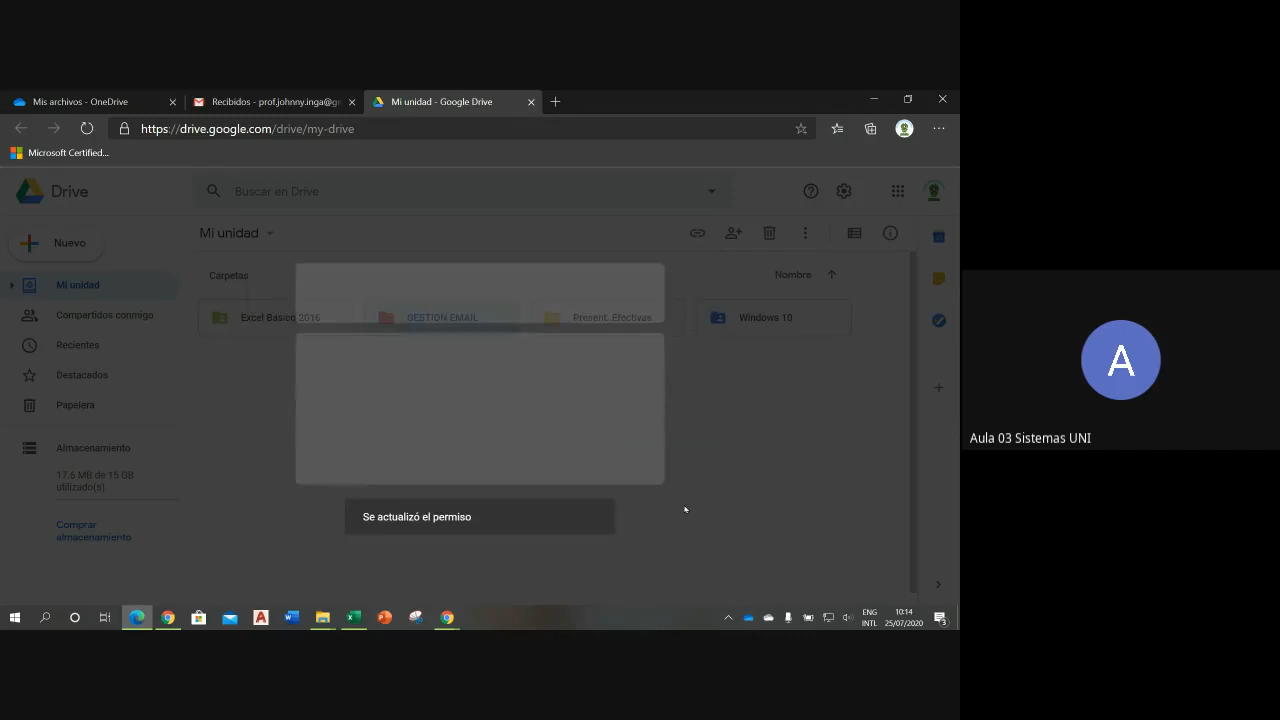 Mis archivos - OneDrive
Recibidos - prof.johnny.inga@gr
Mi unidad - Google Drive
https://drive.google.com/drive/my-drive
Microsoft Certified...
Drive
Buscar en Drive
Nuevo
Mi unidad
Carpetas
Nombre
Mi unidad
Excel Basico 2016
GESTION EMAIL
Present. Efectivas
Windows 10
Compartidos conmigo
Recientes
Destacados
Papelera
Almacenamiento
17.6 MB de 15 GB
utilizado(s).
Comprar
almacenamiento
Se actualizó el permiso
A
Aula 03 Sistemas UNI
ENG
INTL
10:14
25/07/2020
3